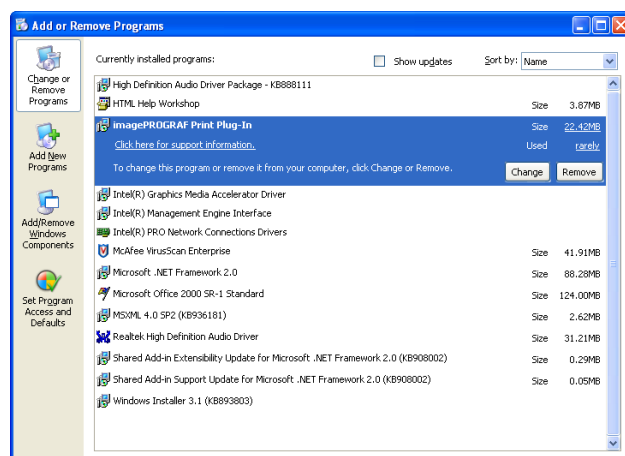 Add or Remove Programs
Change or
Remove
Programs
Add New
Programs
Add/Remove
Windows
Components
Set Program
Access and
Defaults
Currently installed programs: Show updates Sort by: Name
High Definition Audio Driver Package - KB888111
HTML Help Workshop Size 3.87MB
imagePROGRAF Print Plug-In Size 22.42MB
Click here for support information. Used rarely
To change this program or remove it from your computer, click Change or Remove. Change Remove
Intel(R) Graphics Media Accelerator Driver
Intel(R) Management Engine Interface
Intel(R) PRO Network Connections Drivers
McAfee VirusScan Enterprise Size 41.91MB
Microsoft .NET Framework 2.0 Size 88.28MB
Microsoft Office 2000 SR-1 Standard Size 124.00MB
MSXML 4.0 SP2 (KB936181) Size 2.62MB
Realtek High Definition Audio Driver Size 31.21MB
Shared Add-in Extensibility Update for Microsoft .NET Framework 2.0 (KB908002) Size 0.29MB
Shared Add-in Support Update for Microsoft .NET Framework 2.0 (KB908002) Size 0.05MB
Windows Installer 3.1 (KB893803)